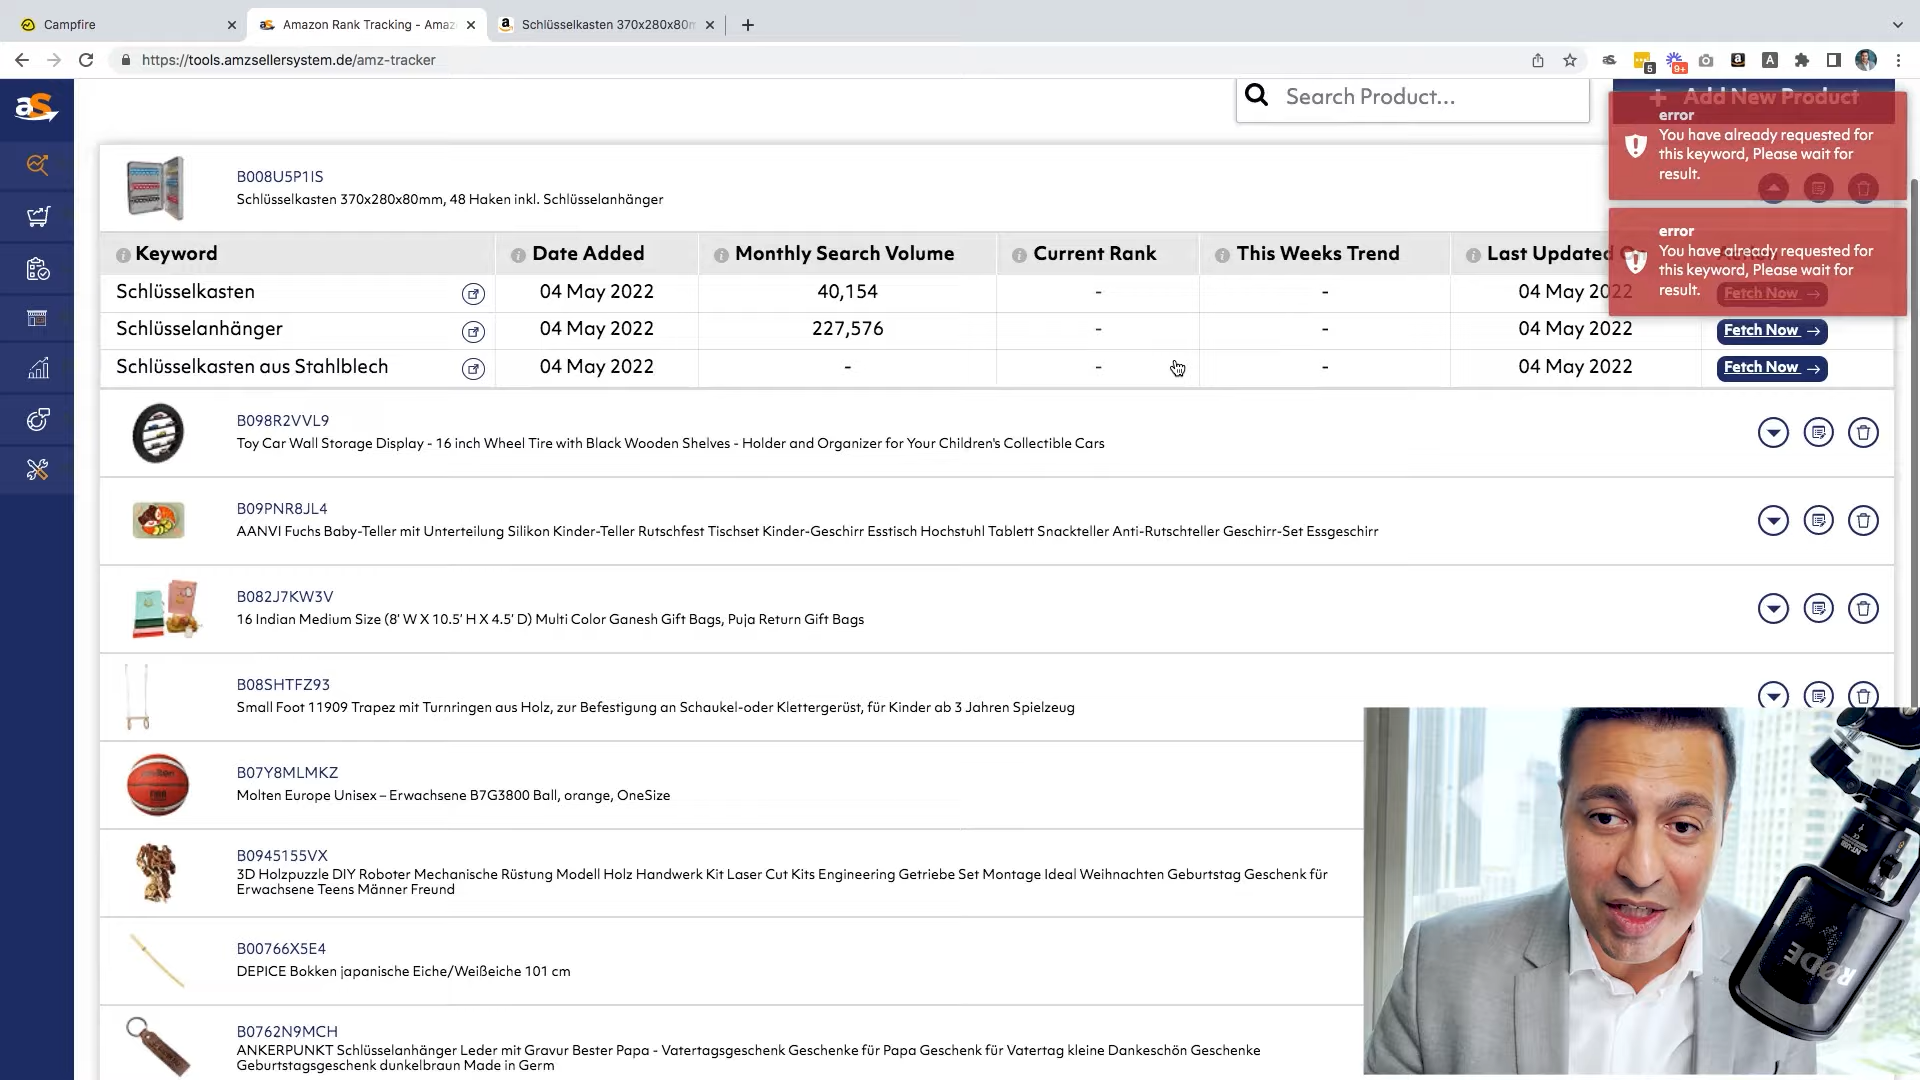 Campfire
Amazon Rank Tracking - Amaz
Schlüsselkasten 370x280x80m
https://tools.amzsellersystem.de/amz-tracker
5
9+
aS
Search Product...
+ Add New Product
error
You have already requested for
this keyword, Please wait for
result.
error
You have already requested for
this keyword, Please wait for
result.
B008U5P1IS
Schlüsselkasten 370x280x80mm, 48 Haken inkl. Schlüsselanhänger
Keyword Date Added Monthly Search Volume Current Rank This Weeks Trend Last Updated
Schlüsselkasten 04 May 2022 40,154 - - 04 May 2022 Fetch Now →
Schlüsselanhänger 04 May 2022 227,576 - - 04 May 2022 Fetch Now →
Schlüsselkasten aus Stahlblech 04 May 2022 - - - 04 May 2022 Fetch Now →
B098R2VVL9
Toy Car Wall Storage Display - 16 inch Wheel Tire with Black Wooden Shelves - Holder and Organizer for Your Children's Collectible Cars
B09PNR8JL4
AANVI Fuchs Baby-Teller mit Unterteilung Silikon Kinder-Teller Rutschfest Tischset Kinder-Geschirr Esstisch Hochstuhl Tablett Snackteller Anti-Rutschteller Geschirr-Set Essgeschirr
B082J7KW3V
16 Indian Medium Size (8' W X 10.5' H X 4.5' D) Multi Color Ganesh Gift Bags, Puja Return Gift Bags
B08SHTFZ93
Small Foot 11909 Trapez mit Turnringen aus Holz, zur Befestigung an Schaukel-oder Klettergerüst, für Kinder ab 3 Jahren Spielzeug
B07Y8MLMKZ
Molten Europe Unisex – Erwachsene B7G3800 Ball, orange, OneSize
B0945155VX
3D Holzpuzzle DIY Roboter Mechanische Rüstung Modell Holz Handwerk Kit Laser Cut Kits Engineering Getriebe Set Montage Ideal Weihnachten Geburtstag Geschenk für
Erwachsene Teens Männer Freund
B00766X5E4
DEPICE Bokken japanische Eiche/Weißeiche 101 cm
B0762N9MCH
ANKERPUNKT Schlüsselanhänger Leder mit Gravur Bester Papa - Vatertagsgeschenk Geschenke für Papa Geschenk für Vatertag kleine Dankeschön Geschenke
Geburtstagsgeschenk dunkelbraun Made in Germ
RØDE